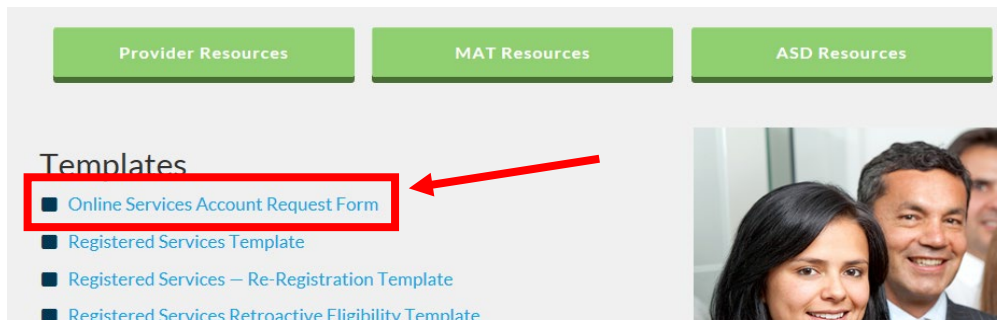 Provider Resources
MAT Resources
ASD Resources
Templates
Online Services Account Request Form
Registered Services Template
Registered Services — Re-Registration Template
Registered Services Retroactive Eligibility Template